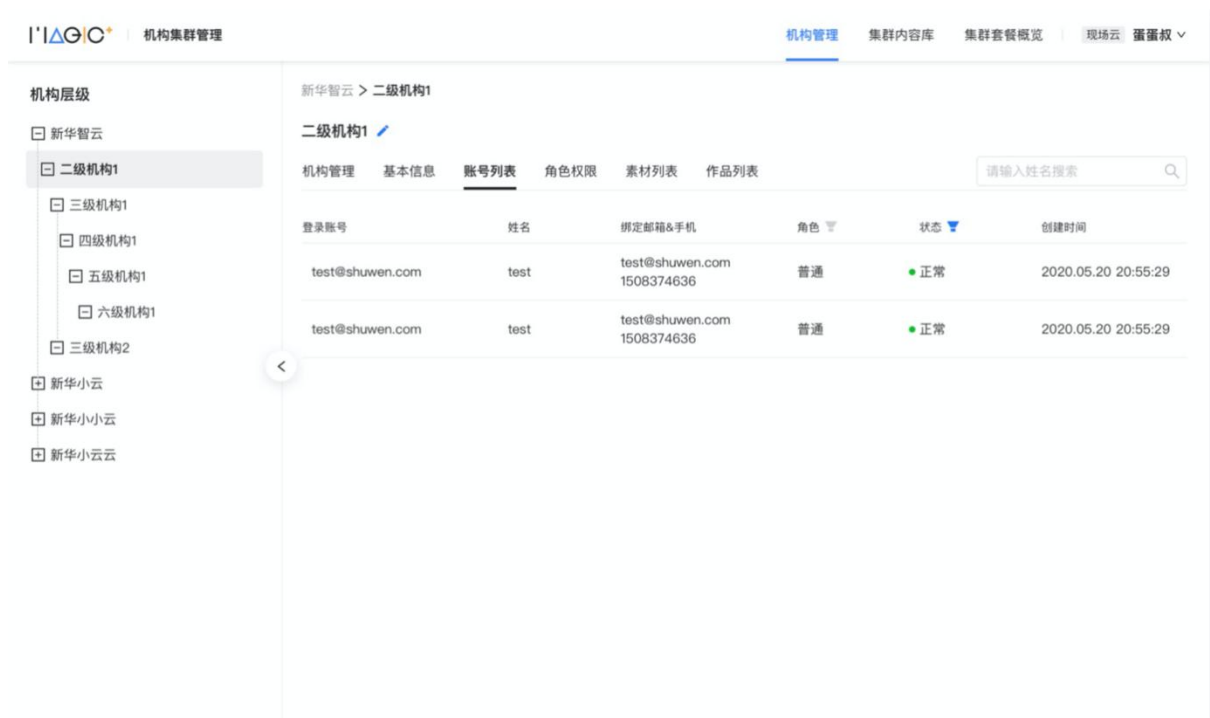 MAGIC+ 机构集群管理 机构管理 集群内容库 集群套餐概览 现场云 蛋蛋叔
机构层级
新华智云
二级机构1
三级机构1
四级机构1
五级机构1
六级机构1
三级机构2
新华小云
新华小小云
新华小云云
新华智云 > 二级机构1
二级机构1
机构管理 基本信息 账号列表 角色权限 素材列表 作品列表 请输入姓名搜索
登录账号 姓名 绑定邮箱&手机 角色 状态 创建时间
test@shuwen.com test test@shuwen.com 普通 正常 2020.05.20 20:55:29
1508374636
test@shuwen.com test test@shuwen.com 普通 正常 2020.05.20 20:55:29
1508374636